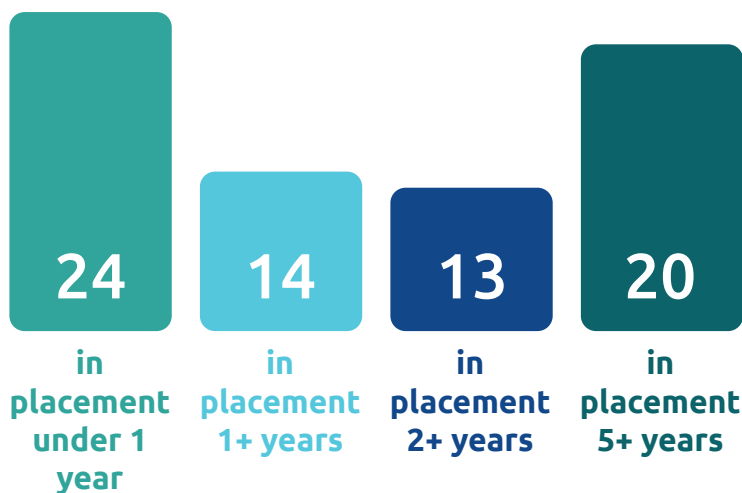 24
in
placement
under 1
year
14
in
placement
1+ years
13
in
placement
2+ years
20
in
placement
5+ years